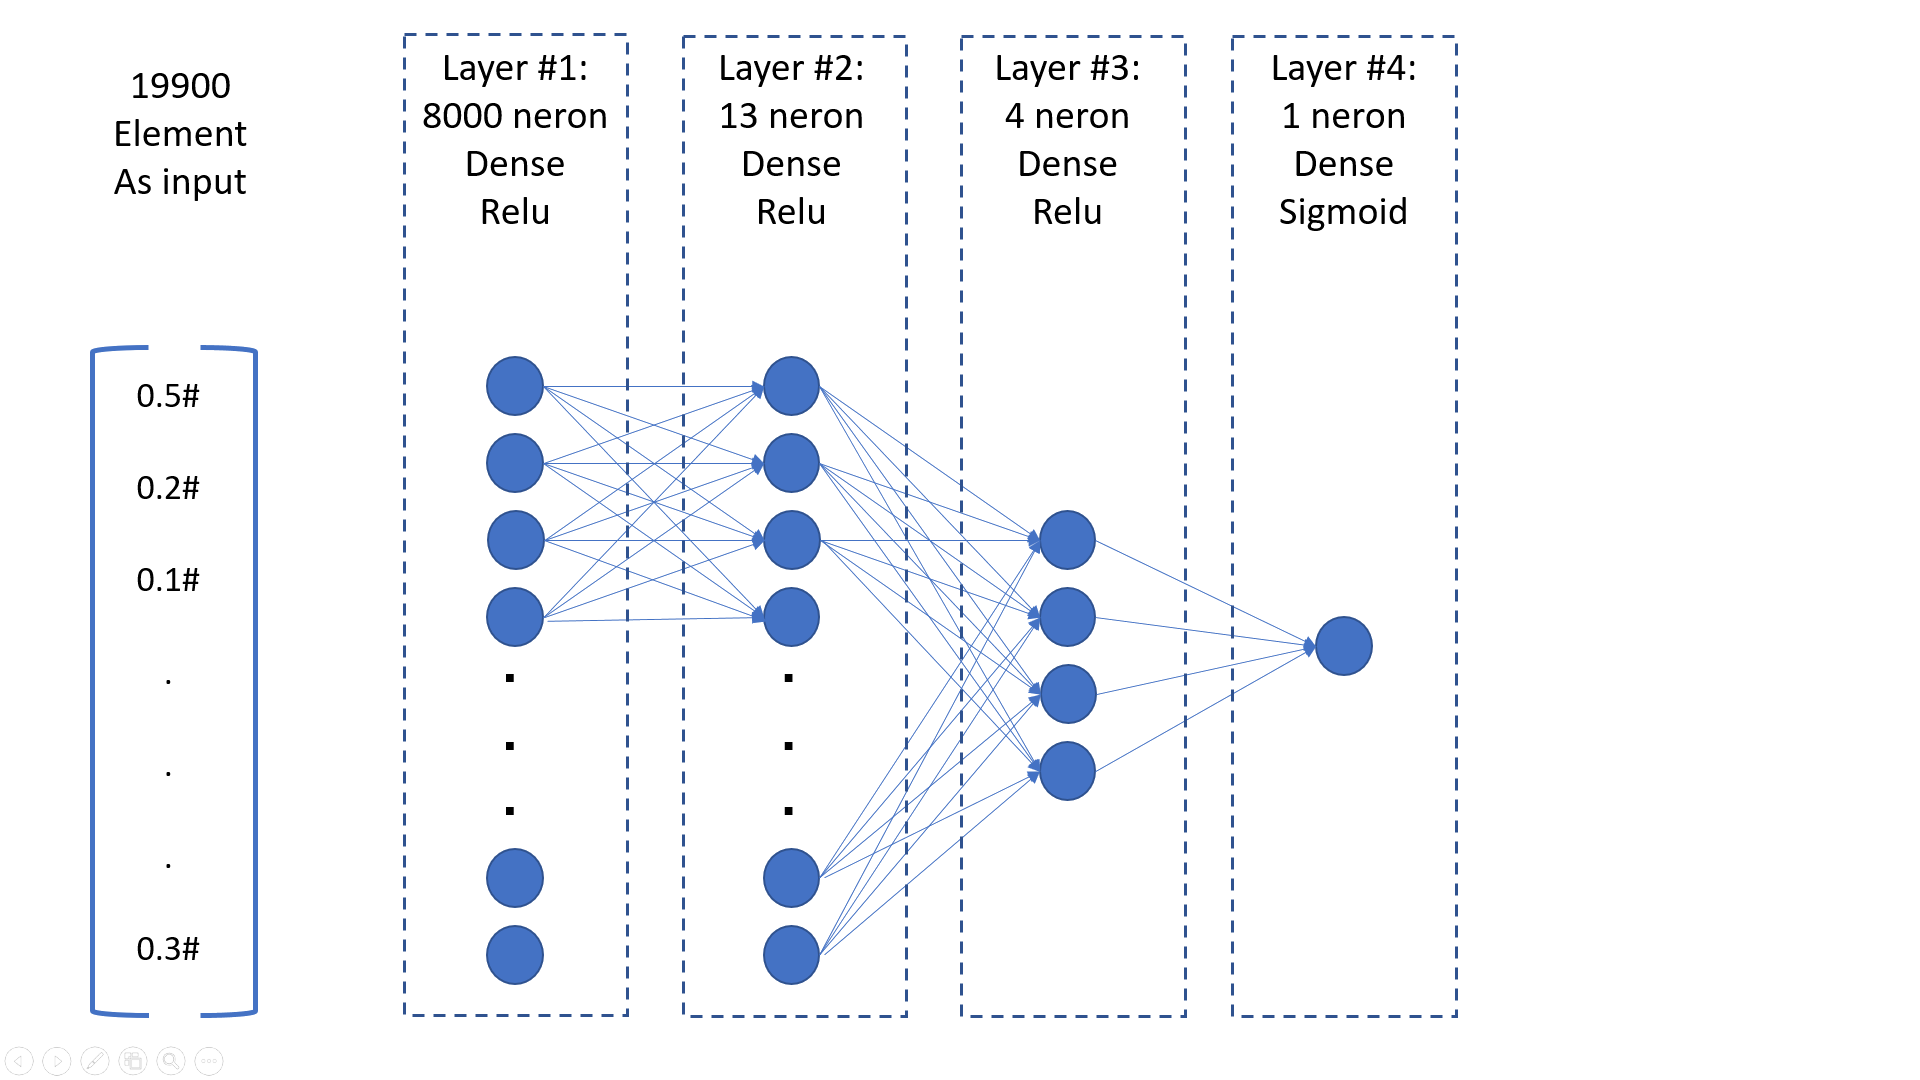 19900
Element
As input
0.5#
0.2#
0.1#
.
.
.
0.3#
Layer #1:
8000 neron
Dense
Relu
Layer #2:
13 neron
Dense
Relu
Layer #3:
4 neron
Dense
Relu
Layer #4:
1 neron
Dense
Sigmoid